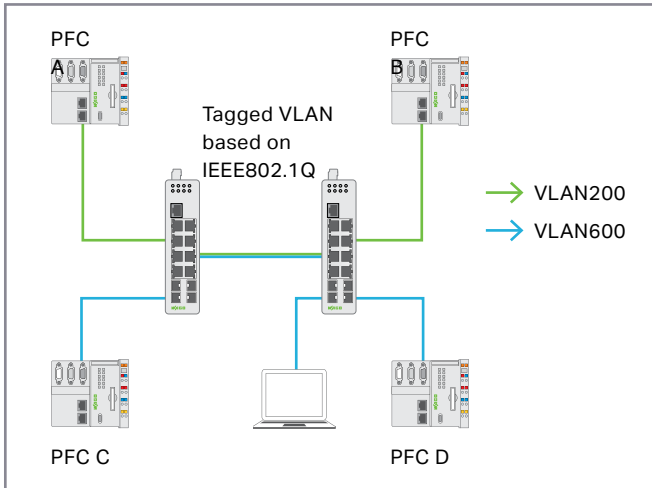 PFC
A
PFC
B
Tagged VLAN
based on
IEEE802.1Q
VLAN200
VLAN600
PFC C
PFC D